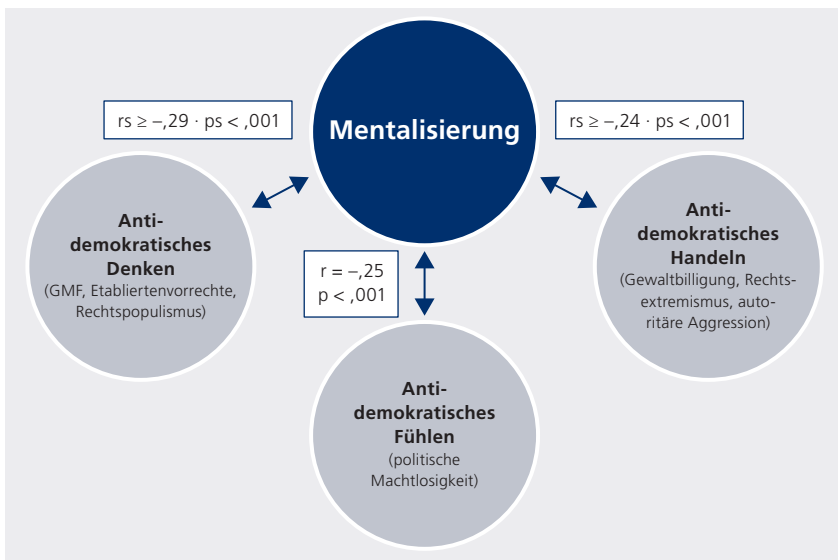 Mentalisierung
rs ≥ –,29 · ps < ,001
rs ≥ –,24 · ps < ,001
Anti-
demokratisches
Denken
(GMF, Etabliertenvorrechte,
Rechtspopulismus)
r = –,25
p < ,001
Anti-
demokratisches
Handeln
(Gewaltbilligung, Rechts-
extremismus, auto-
ritäre Aggression)
Anti-
demokratisches
Fühlen
(politische
Machtlosigkeit)